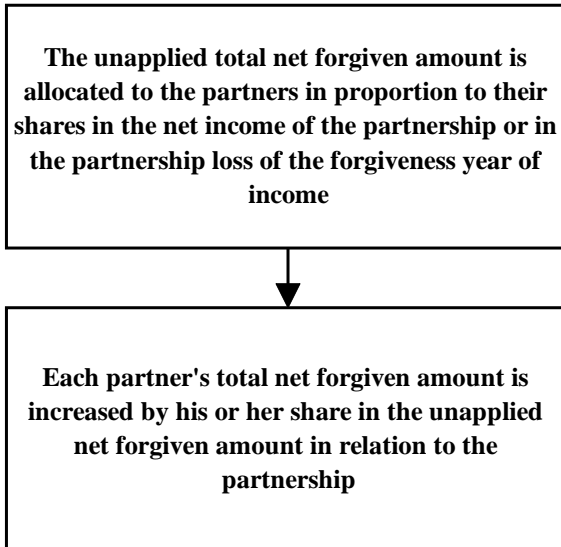 The unapplied total net forgiven amount is
allocated to the partners in proportion to their
shares in the net income of the partnership or in
the partnership loss of the forgiveness year of
income
Each partner's total net forgiven amount is
increased by his or her share in the unapplied
net forgiven amount in relation to the
partnership